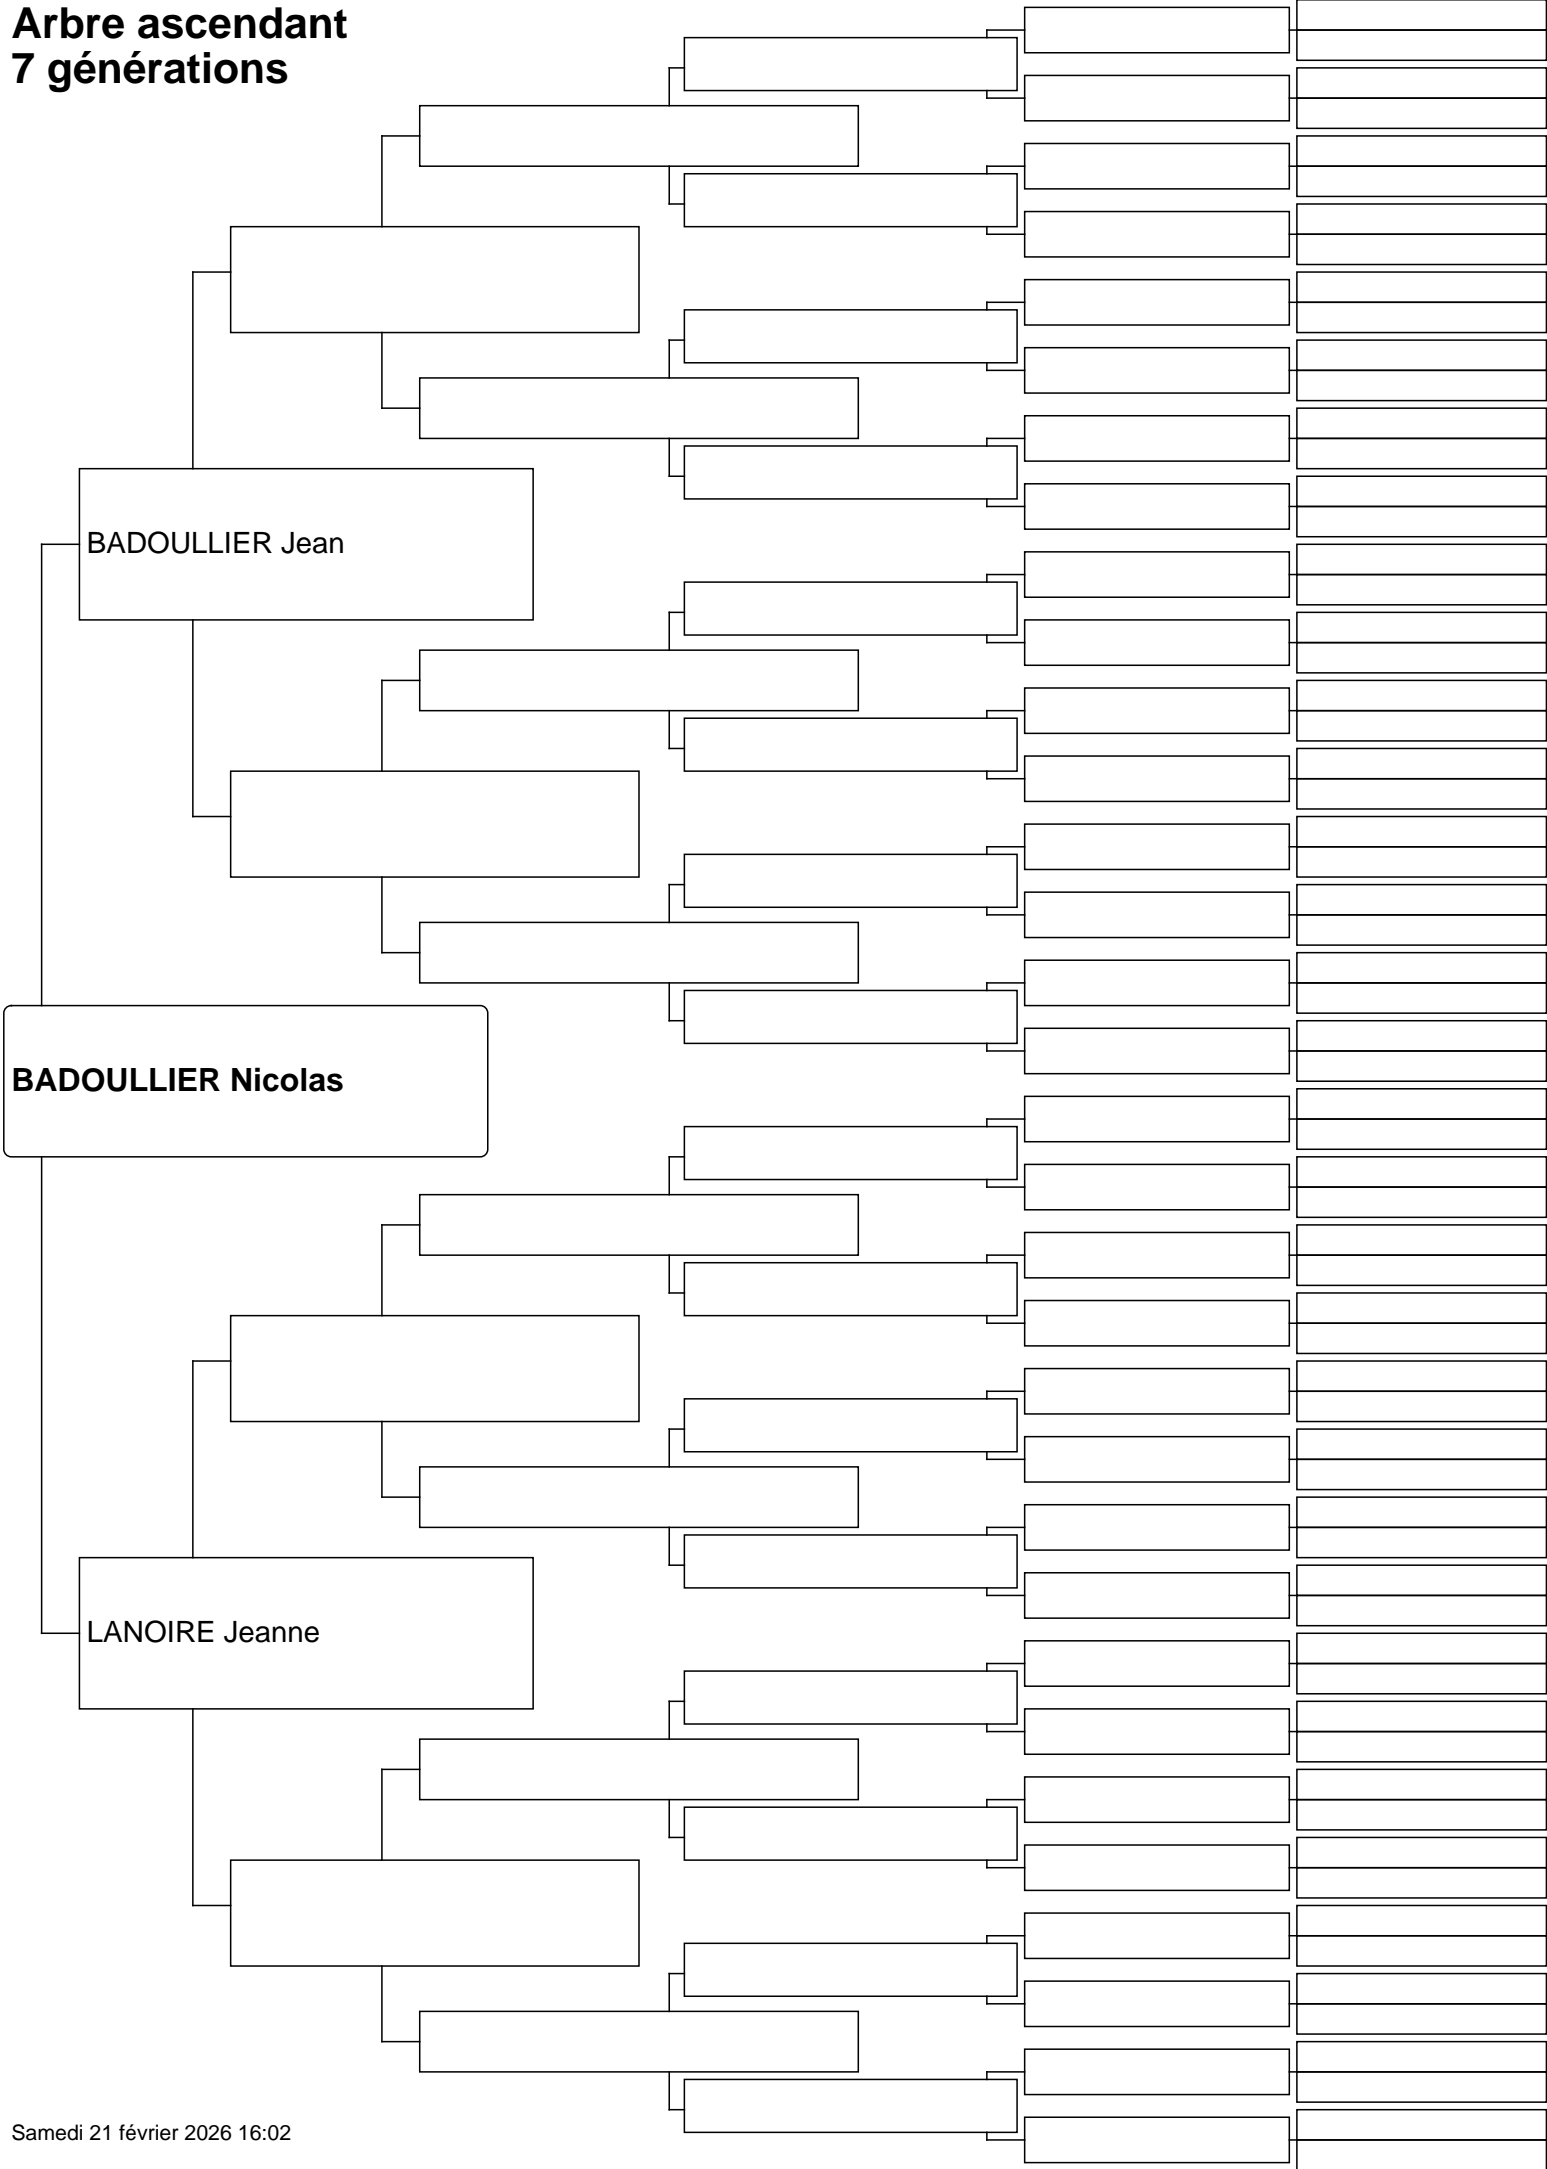 Arbre ascendant
7 générations
BADOULLIER Jean
BADOULLIER Nicolas
LANOIRE Jeanne
Samedi 21 février 2026 16:02